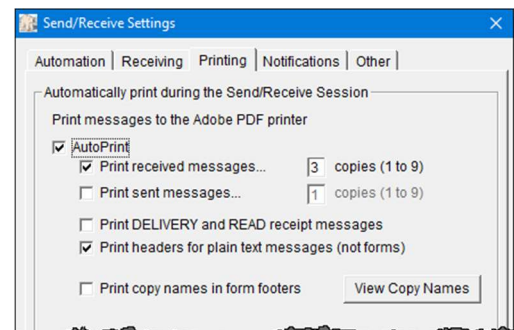 Send/Receive Settings
Automation Receiving Printing Notifications Other
Automatically print during the Send/Receive Session
Print messages to the Adobe PDF printer
AutoPrint
Print received messages... 3 copies (1 to 9)
Print sent messages... 1 copies (1 to 9)
Print DELIVERY and READ receipt messages
Print headers for plain text messages (not forms)
Print copy names in form footers View Copy Names